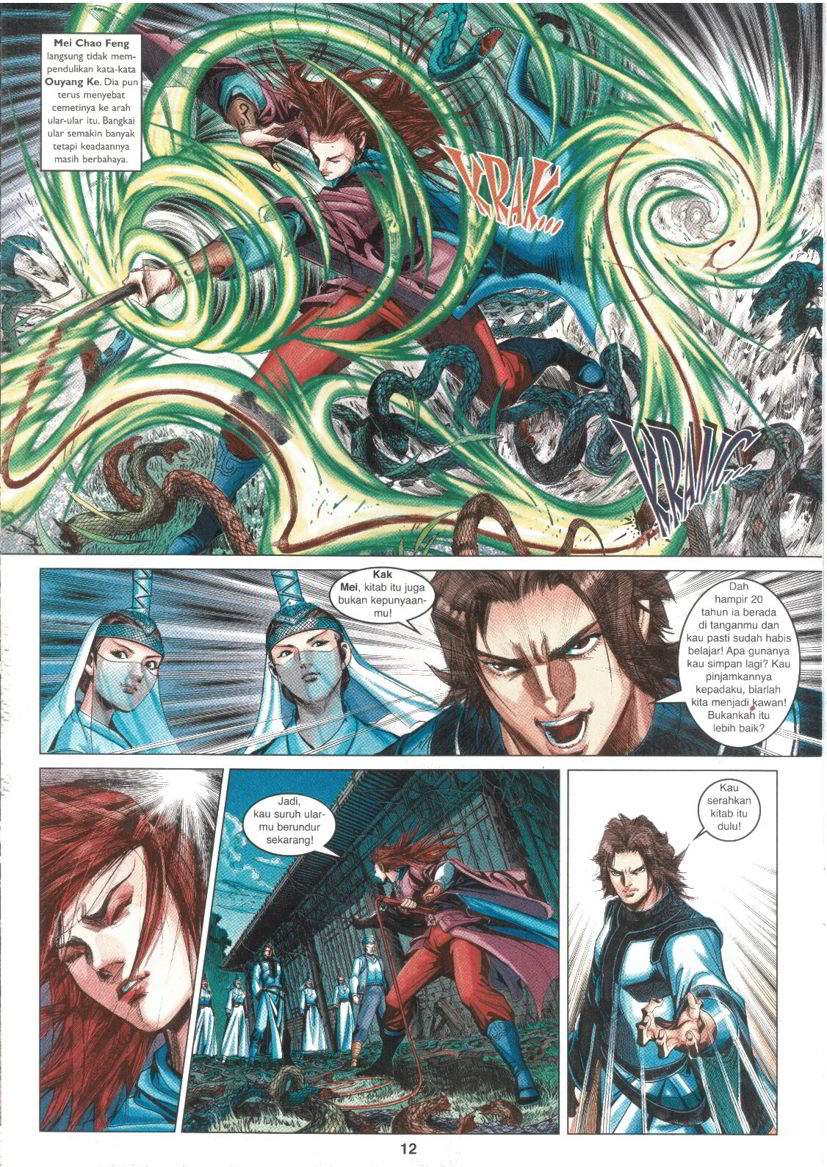 Mei Chao Feng
langsung tidak mem-
pendulikan kata-kata
Ouyang Ke. Dia pun
terus menyebat
cemetinya ke arah
ular-ular itu. Bangkai
ular semakin banyak
tetapi keadaannya
masih berbahaya.
KRAK...
KRANG...
Kak
Mei, kitab itu juga
bukan kepunyaan-
mu!
Dah
hampir 20
tahun ia berada
di tanganmu dan
kau pasti sudah habis
belajar! Apa gunanya
kau simpan lagi? Kau
pinjamkannya
kepadaku, biarlah
kita menjadi kawan!
Bukankah itu
lebih baik?
Jadi,
kau suruh ular-
mu berundur
sekarang!
Kau
serahkan
kitab itu
dulu!
12